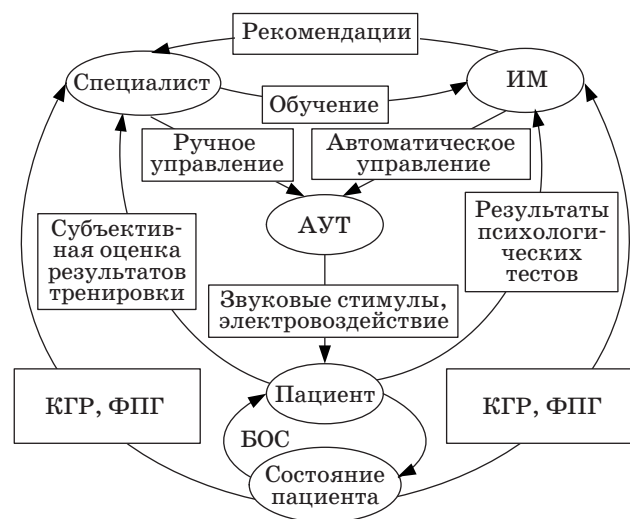 Рекомендации
Специалист
ИМ
Обучение
Ручное
управление
Автоматическое
управление
АУТ
Субъектив-
ная оценка
результатов
тренировки
Результаты
психологи-
ческих
тестов
Звуковые стимулы,
электровоздействие
КГР, ФПГ
Пациент
КГР, ФПГ
БОС
Состояние
пациента